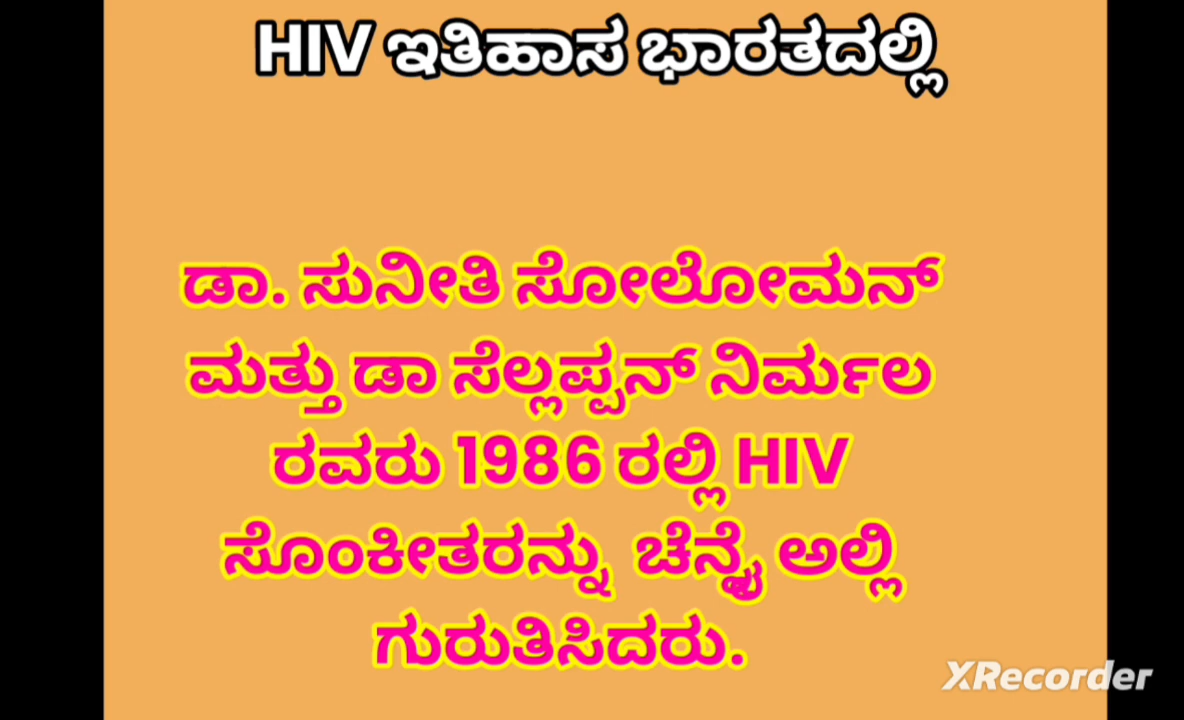 HIV ಇತಿಹಾಸ ಭಾರತದಲ್ಲಿ
ಡಾ. ಸುನೀತಿ ಸೋಲೋಮನ್
ಮತ್ತು ಡಾ ಸೆಲ್ಲಪ್ಪನ್ ನಿರ್ಮಲ
ರವರು 1986 ರಲ್ಲಿ HIV
ಸೊಂಕೀತರನ್ನು ಚೆನ್ನೈ ಅಲ್ಲಿ
ಗುರುತಿಸಿದರು.
XRecorder